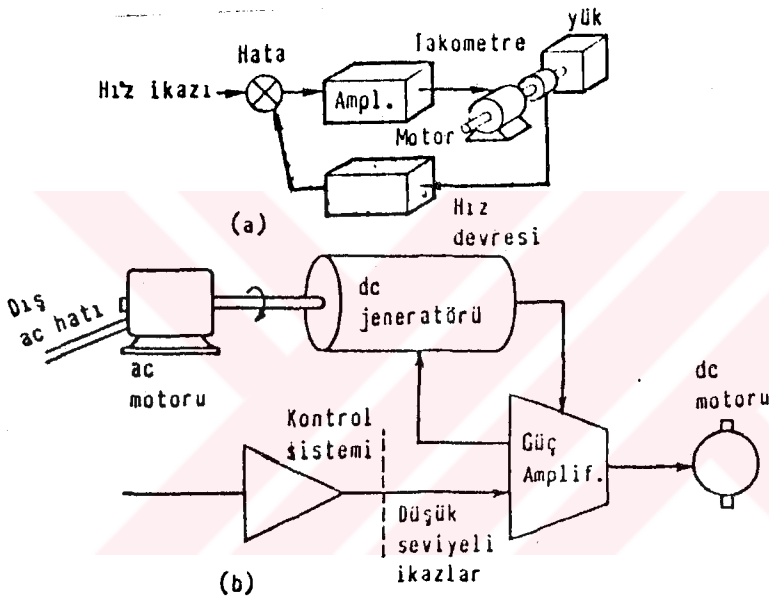 yük
Takometre
Hata
Hız ikazı
Ampl.
Motor
Hız
devresi
(a)
Dış
ac hatı
dc
jeneratörü
ac
motoru
dc
motoru
Kontrol
sistemi
Güç
Amplif.
Düşük
seviyeli
ikazlar
(b)